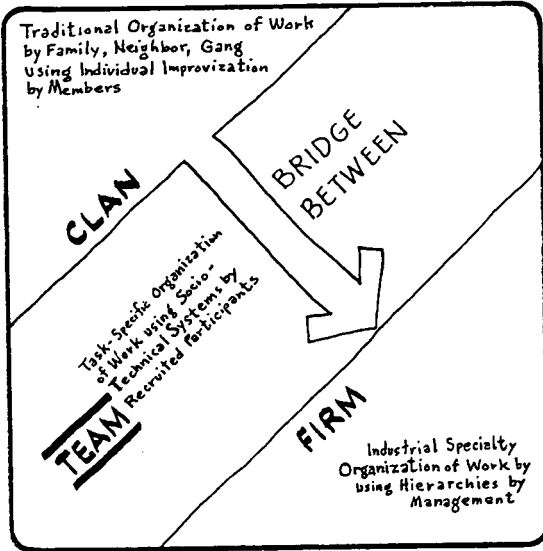 Traditional Organization of Work
by Family, Neighbor, Gang
using Individual Improvization
by Members
CLAN
BRIDGE
BETWEEN
Task-Specific Organization
of Work using Socio-
Technical Systems by
Recruited Participants
TEAM
FIRM
Industrial Specialty
Organization of Work by
using Hierarchies by
Management